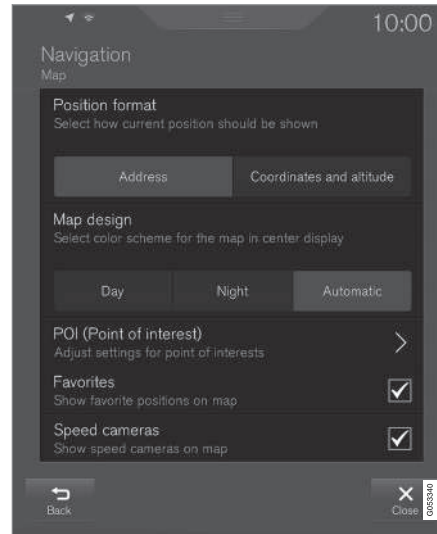 10:00
Navigation
Map
Position format
Select how current position should be shown
Address
Coordinates and altitude
Map design
Select color scheme for the map in center display
Day
Night
Automatic
POI (Point of interest)
Adjust settings for point of interests
Favorites
Show favorite positions on map
Speed cameras
Show speed cameras on map
Back
Close
G053340